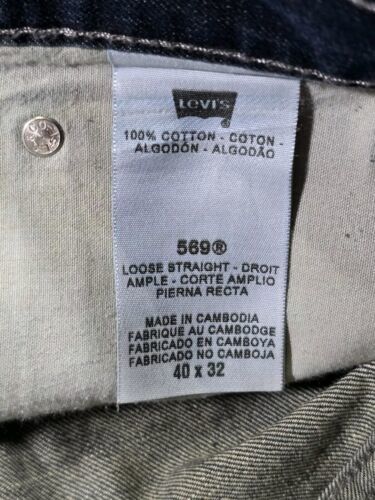 Levi's
100% COTTON - COTON -
ALGODÓN - ALGODÃO
569®
LOOSE STRAIGHT - DROIT
AMPLE - CORTE AMPLIO
PIERNA RECTA
MADE IN CAMBODIA
FABRIQUE AU CAMBODGE
FABRICADO EN CAMBOYA
FABRICADO NO CAMBOJA
40 X 32